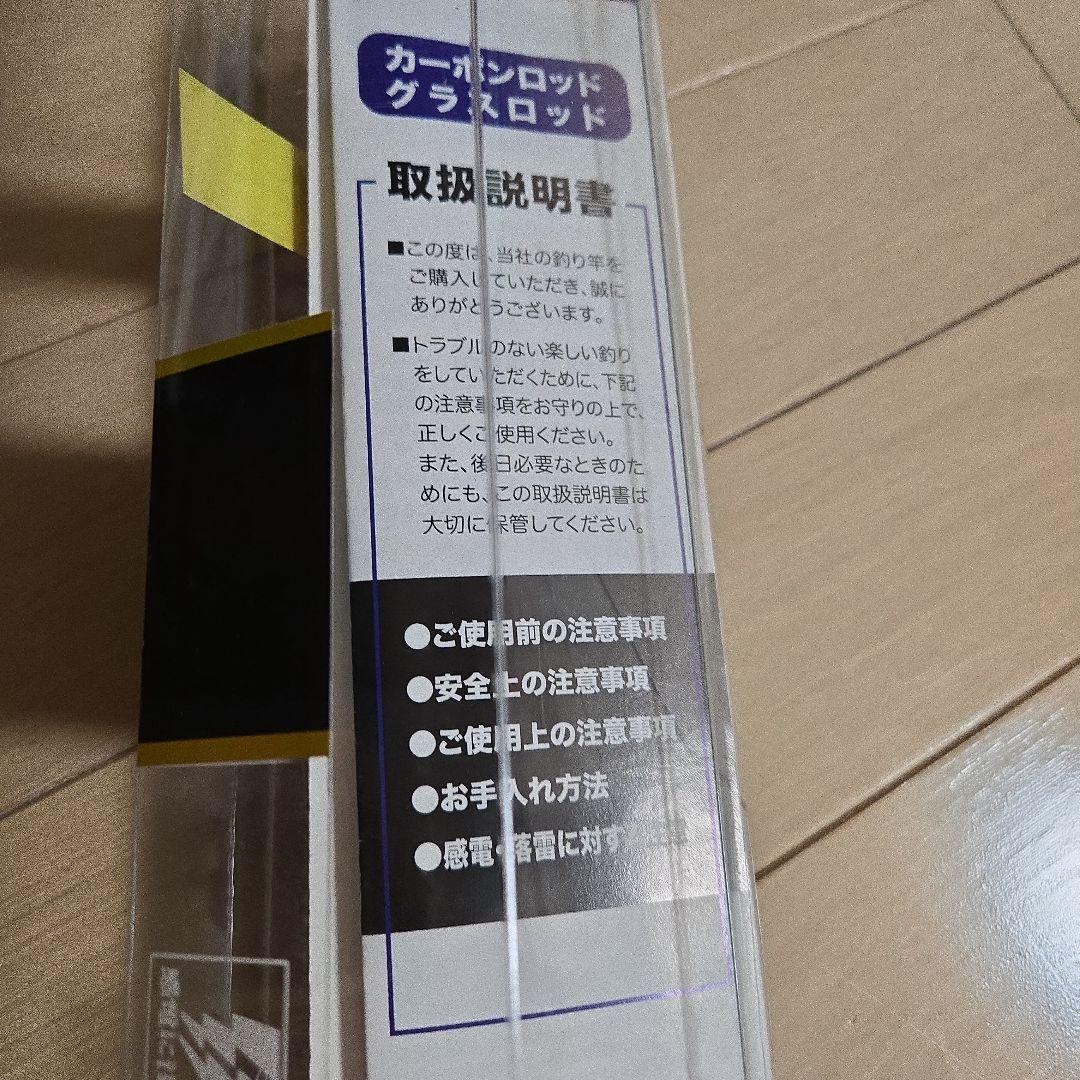 カーボンロッド
グラスロッド
取扱説明書
■この度は、当社の釣り竿を
ご購入していただき、誠に
ありがとうございます。
■トラブルのない楽しい釣り
をしていただくために、下記
の注意事項をお守りの上で、
正しくご使用ください。
また、後日必要なときのた
めにも、この取扱説明書は
大切に保管してください。
●ご使用前の注意事項
●安全上の注意事項
●ご使用上の注意事項
●お手入れ方法
●感電・落雷に対する注意